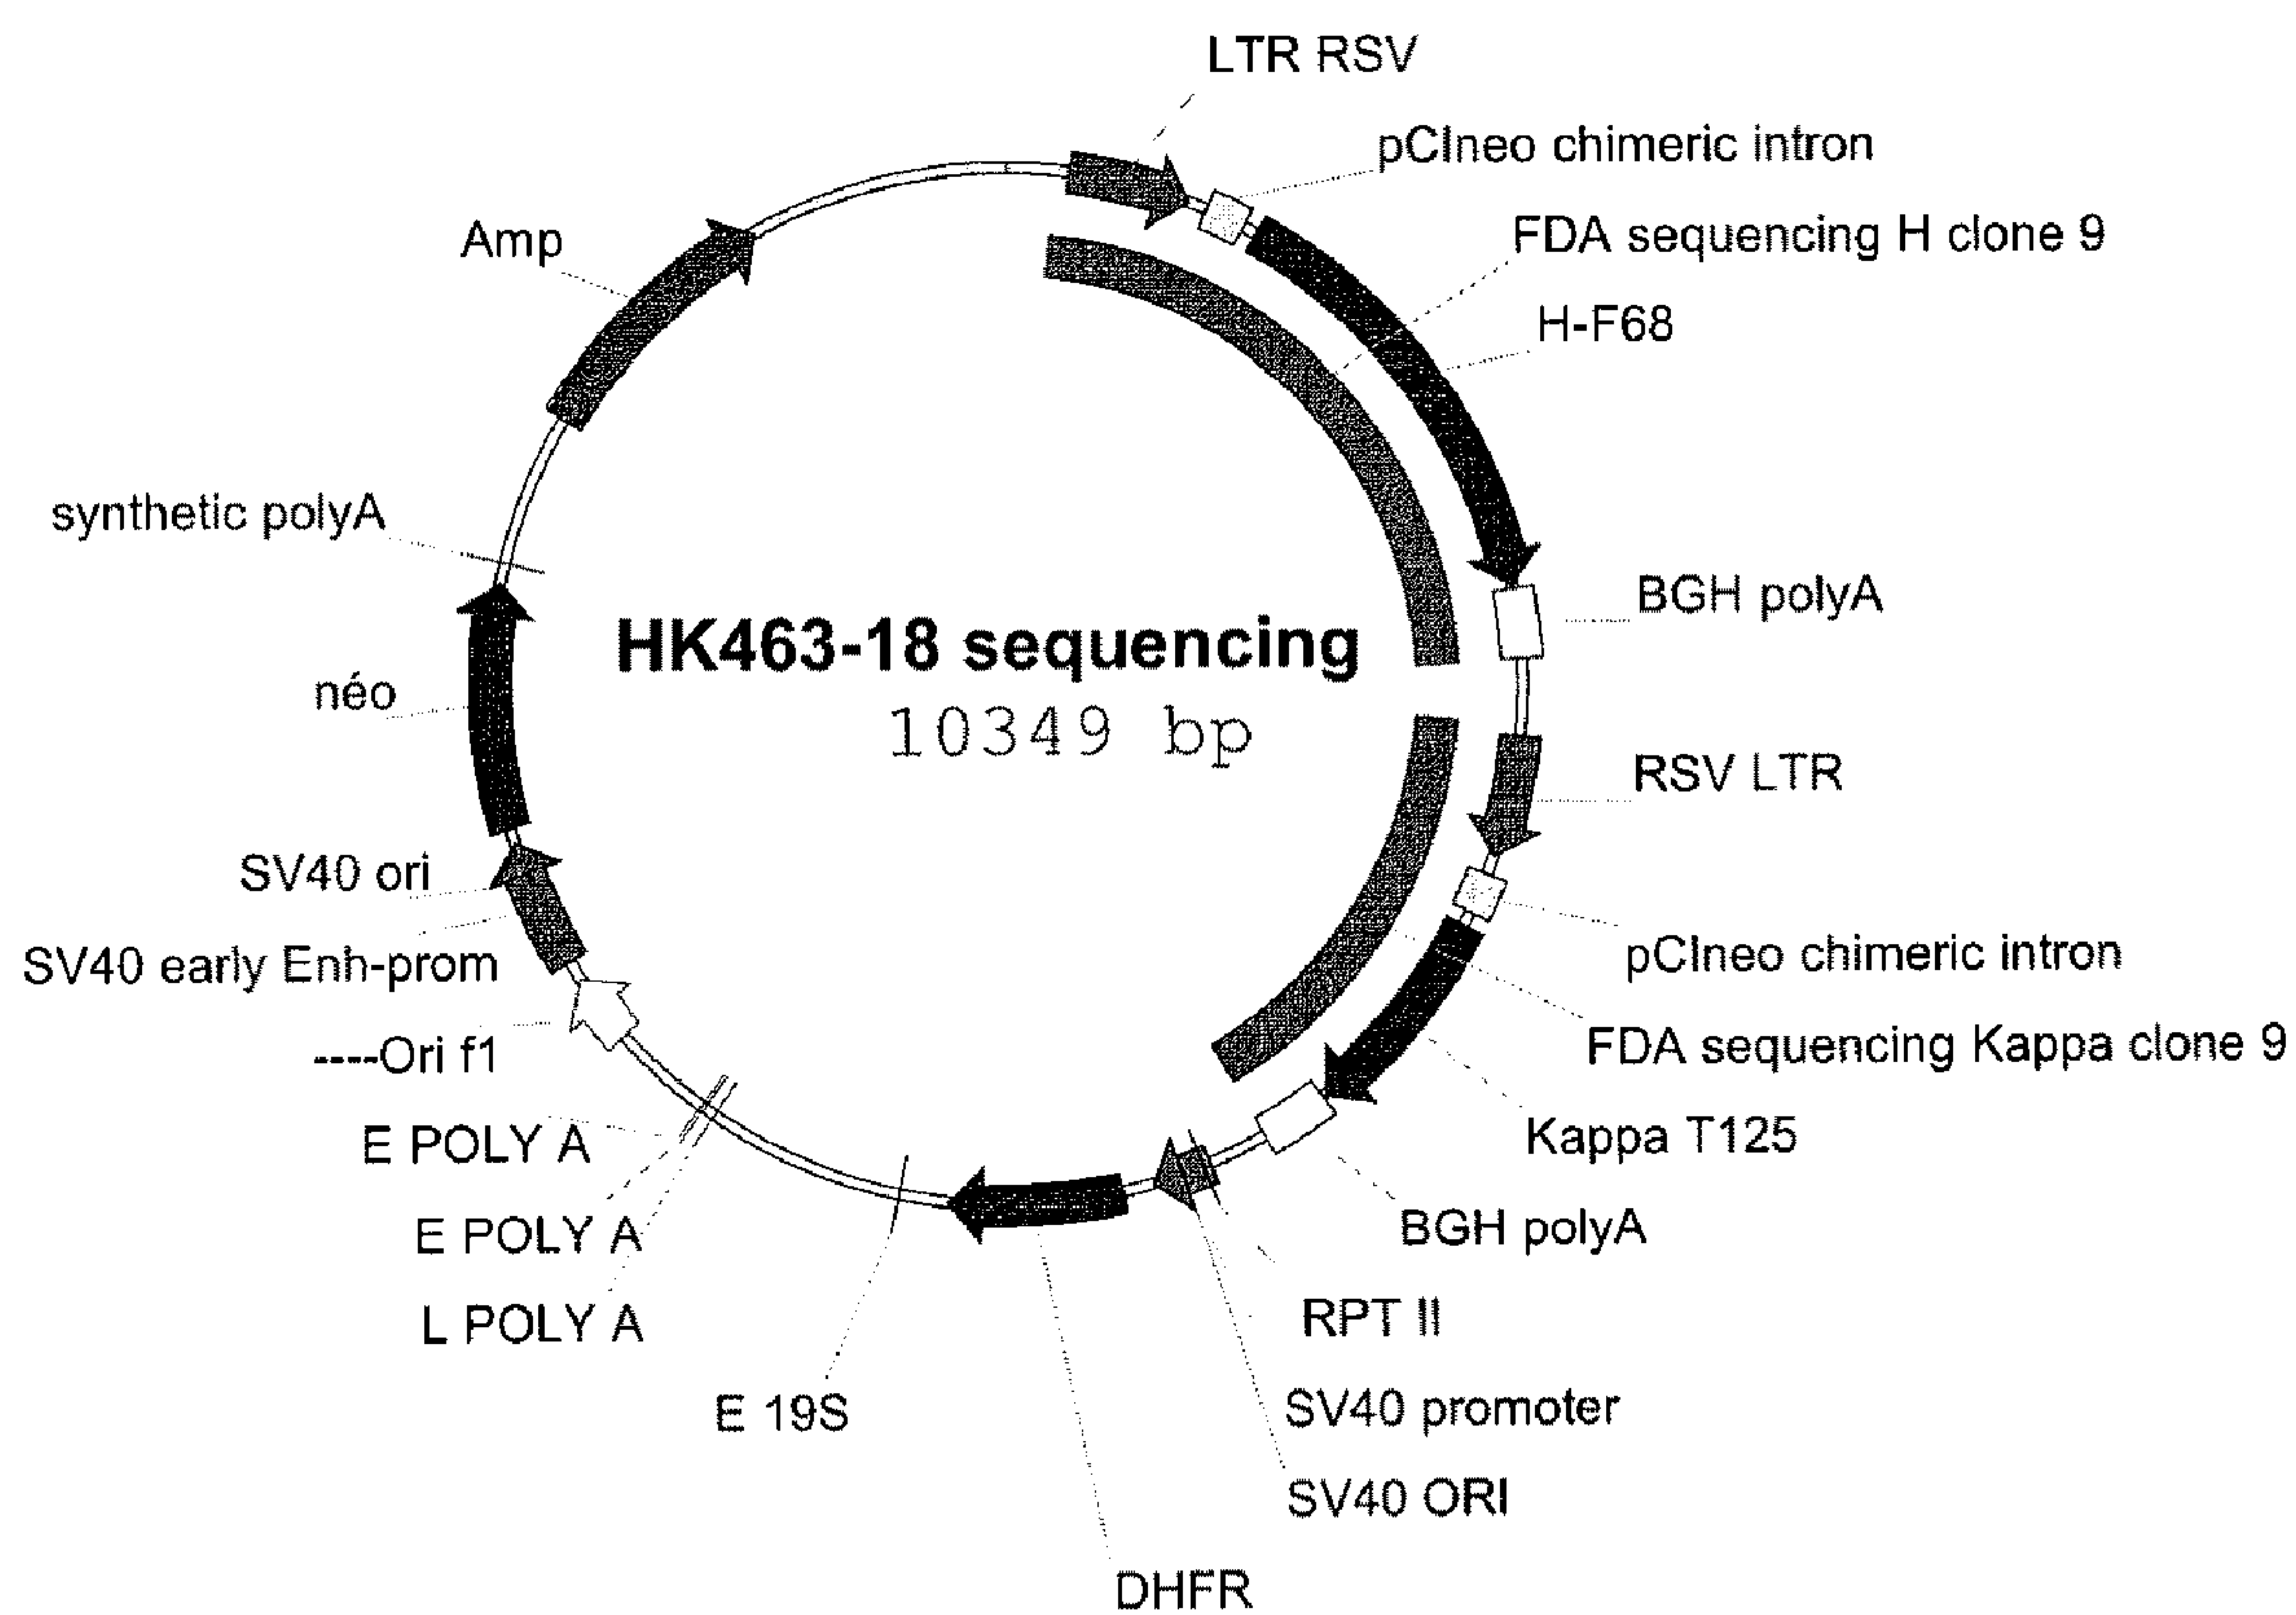 LTR RSV
pCIneo chimeric intron
FDA sequencing H clone 9
H-F68
BGH polyA
RSV LTR
pCIneo chimeric intron
FDA sequencing Kappa clone 9
Kappa T125
BGH polyA
RPT II
SV40 promoter
SV40 ORI
DHFR
E 19S
L POLY A
E POLY A
E POLY A
----Ori f1
SV40 early Enh-prom
SV40 ori
néo
synthetic polyA
Amp
HK463-18 sequencing
10349 bp